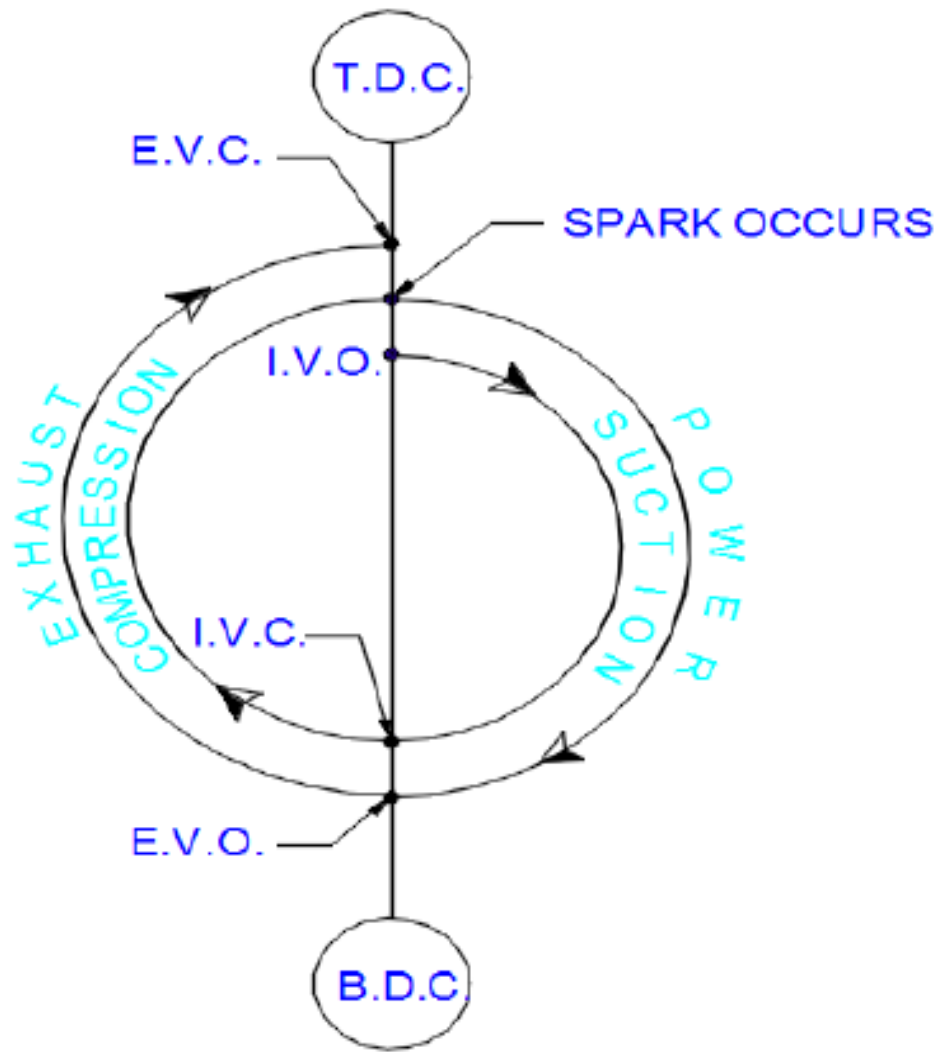 T.D.C.
E.V.C.
SPARK OCCURS
I.V.O.
EXHAUST
COMPRESSION
SUCTION
POWER
I.V.C.
E.V.O.
B.D.C.